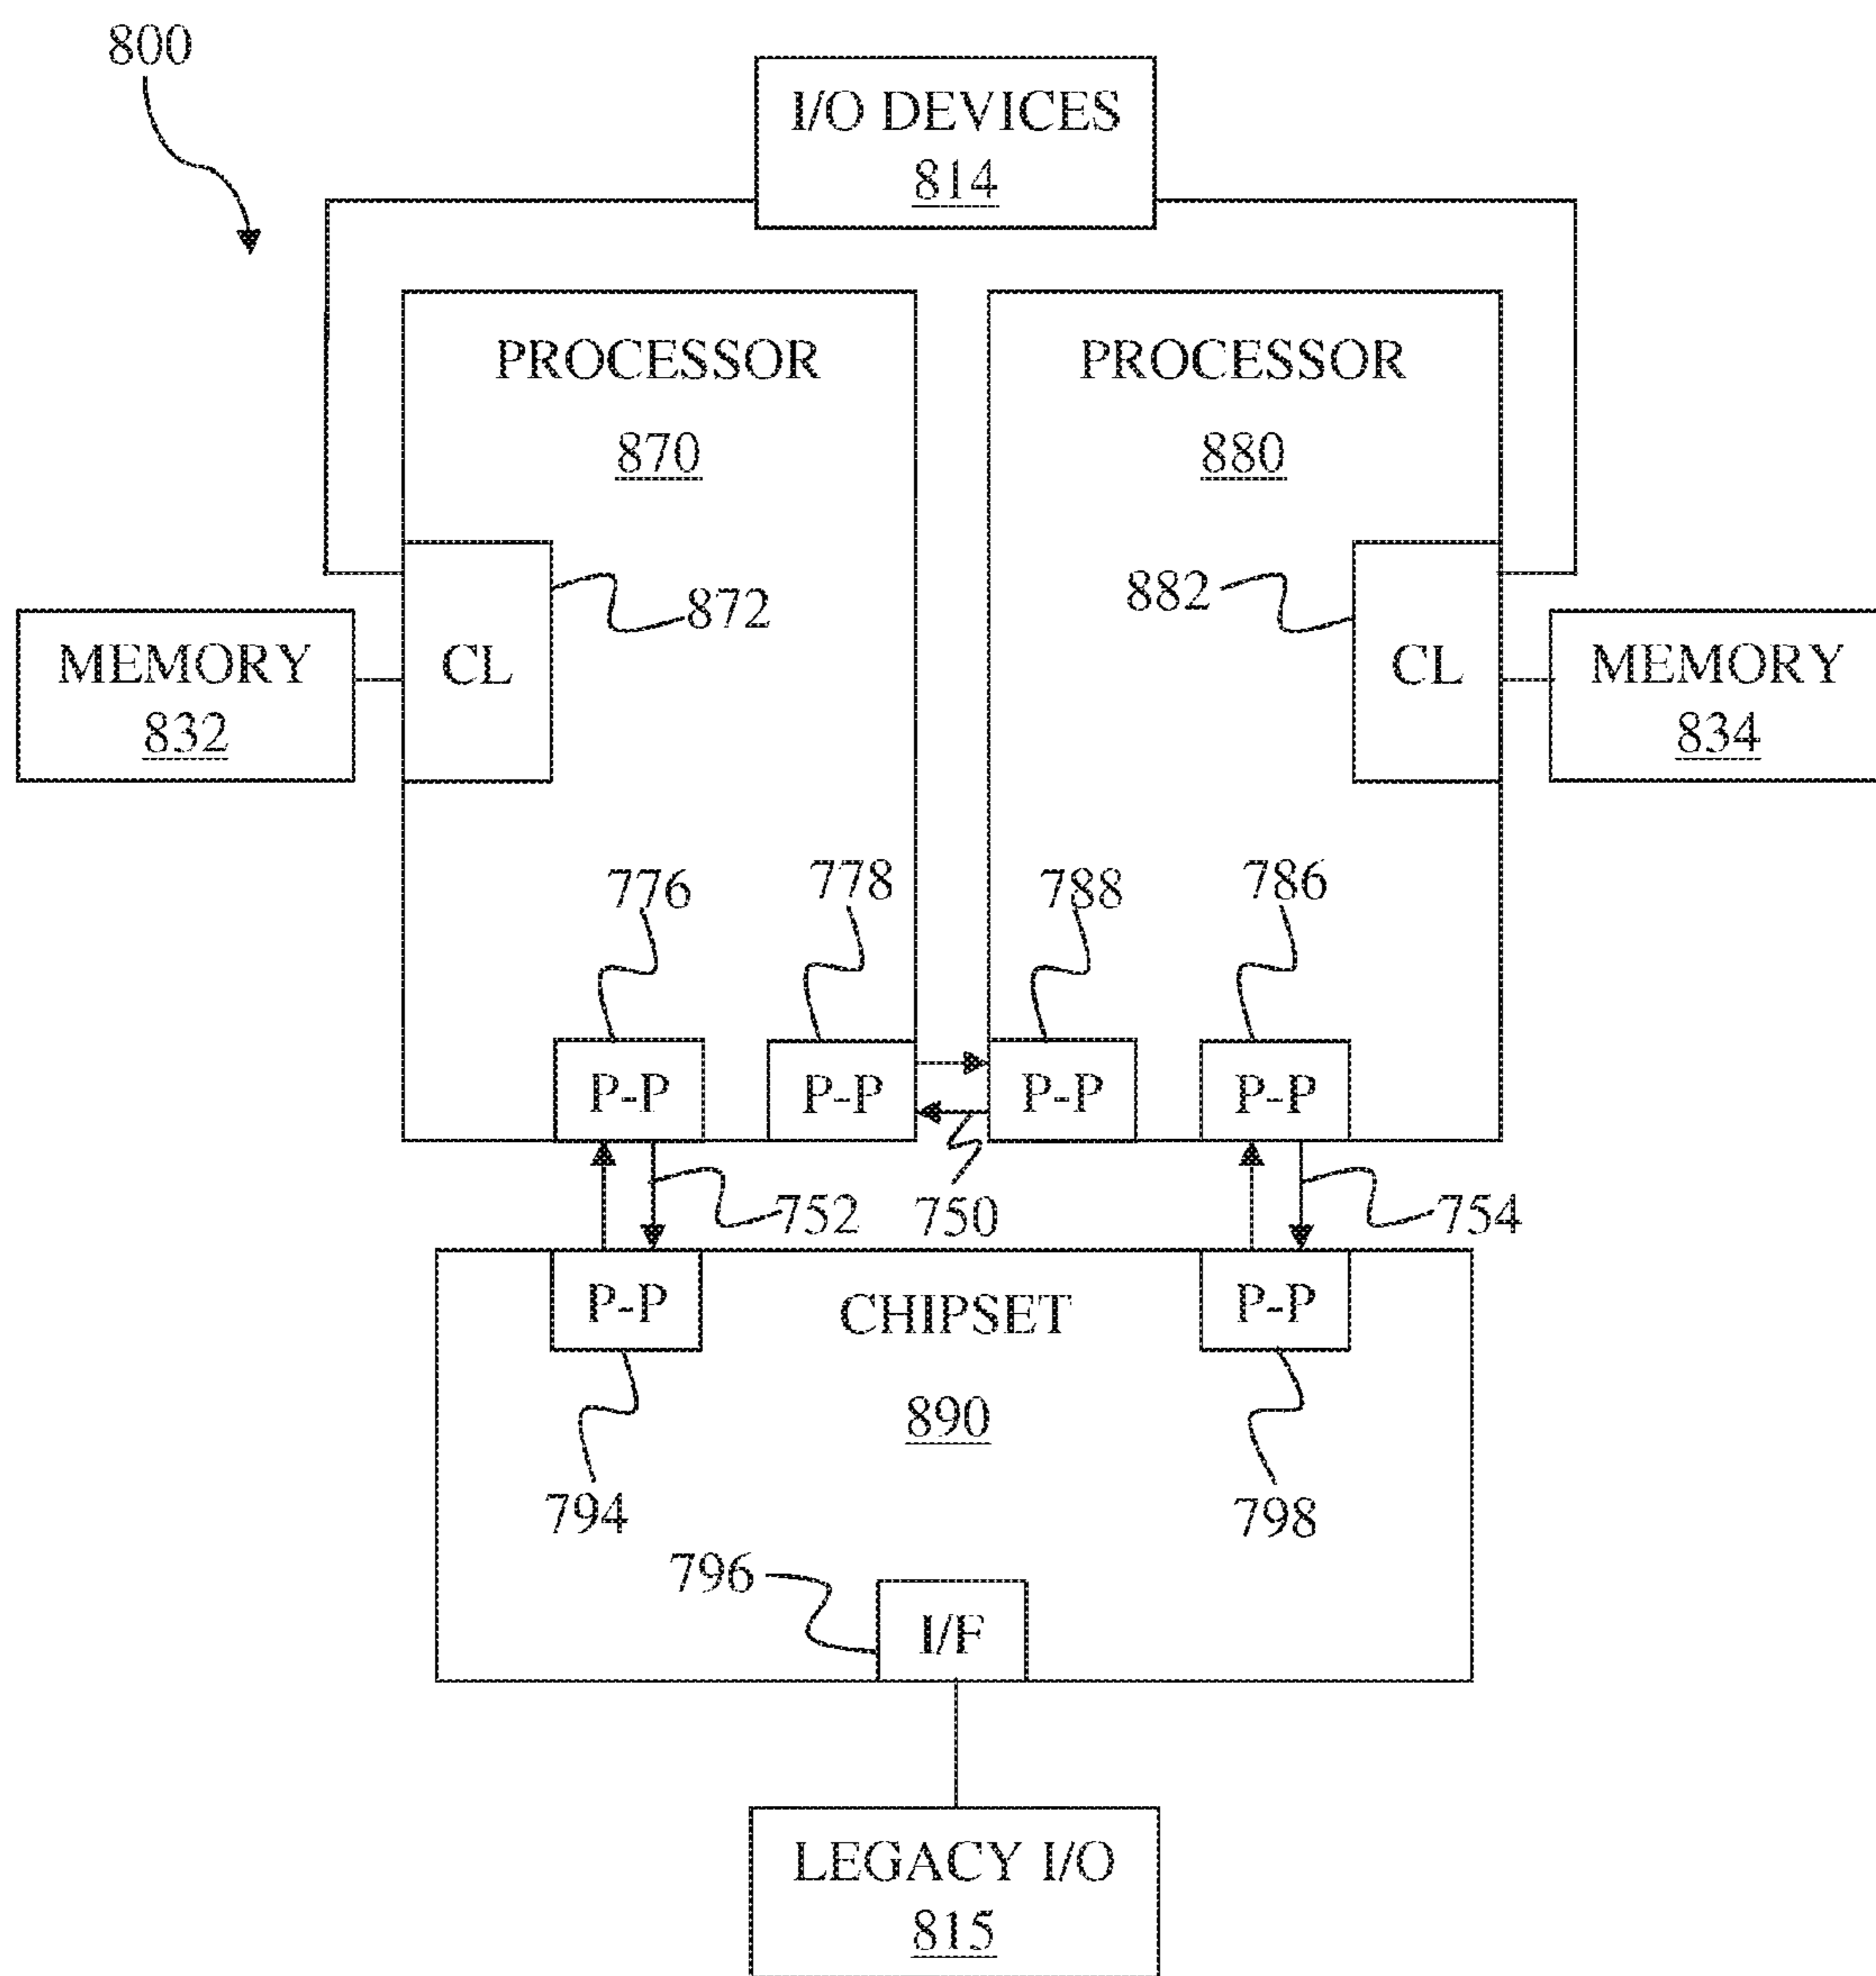 800
I/O DEVICES
814
PROCESSOR
870
PROCESSOR
880
872
882
MEMORY
832
CL
CL
MEMORY
834
776
778
788
786
P-P
P-P
P-P
P-P
752
750
754
P-P
CHIPSET
P-P
890
794
798
796
I/F
LEGACY I/O
815